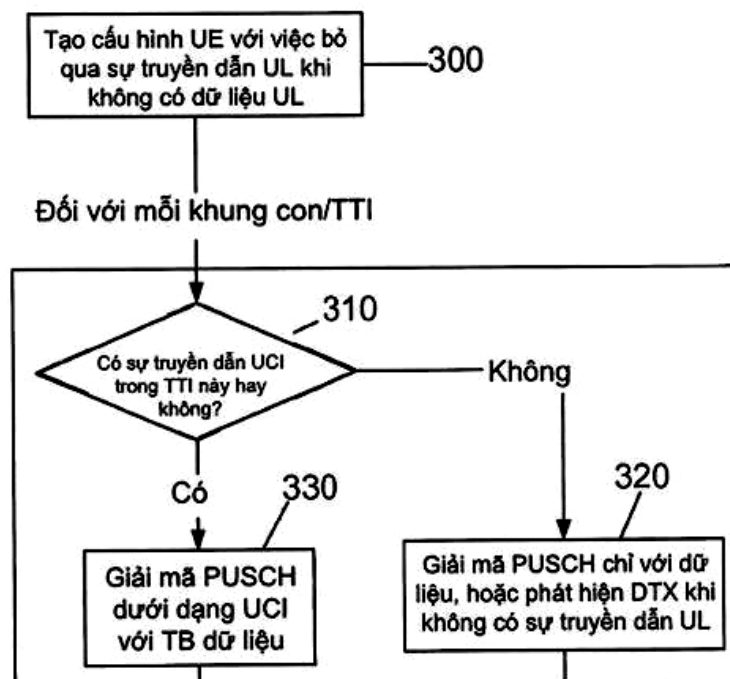 Tạo cấu hình UE với việc bỏ
qua sự truyền dẫn UL khi
không có dữ liệu UL
300
Đối với mỗi khung con/TTI
310
Có sự truyền dẫn UCI
trong TTI này hay
không?
Không
Có
330
320
Giải mã PUSCH
dưới dạng UCI
với TB dữ liệu
Giải mã PUSCH chỉ với dữ
liệu, hoặc phát hiện DTX khi
không có sự truyền dẫn UL